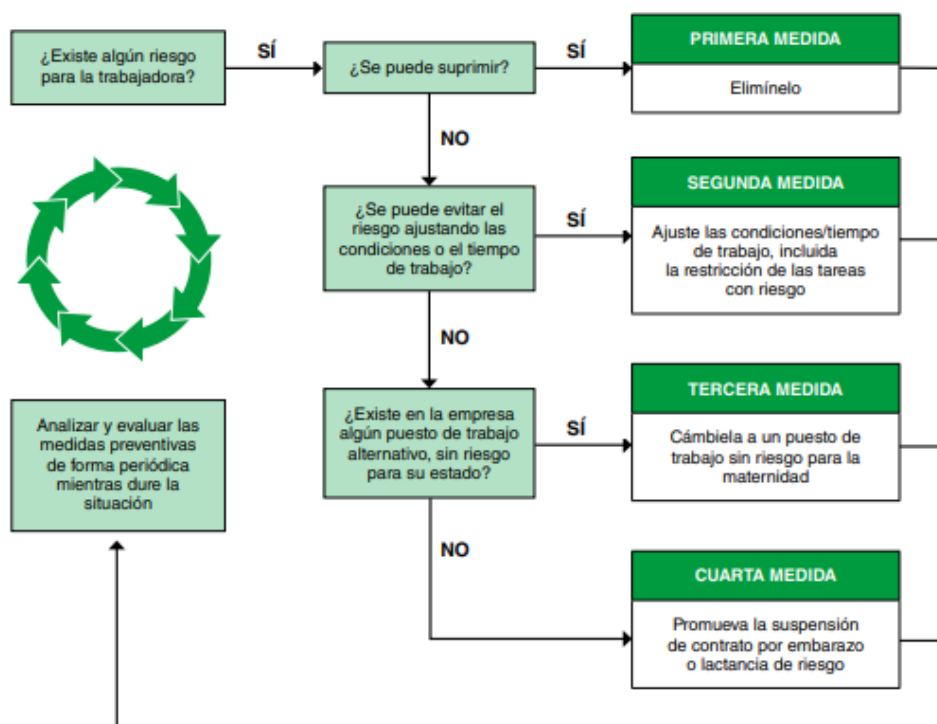 ¿Existe algún riesgo
para la trabajadora?
SÍ
¿Se puede suprimir?
SÍ
PRIMERA MEDIDA
Elimínelo
NO
¿Se puede evitar el
riesgo ajustando las
condiciones o el tiempo
de trabajo?
SÍ
SEGUNDA MEDIDA
Ajuste las condiciones/tiempo
de trabajo, incluida
la restricción de las tareas
con riesgo
NO
¿Existe en la empresa
algún puesto de trabajo
alternativo, sin riesgo
para su estado?
SÍ
TERCERA MEDIDA
Cámbiela a un puesto de
trabajo sin riesgo para la
maternidad
NO
CUARTA MEDIDA
Promueva la suspensión
de contrato por embarazo
o lactancia de riesgo
Analizar y evaluar las
medidas preventivas
de forma periódica
mientras dure la
situación